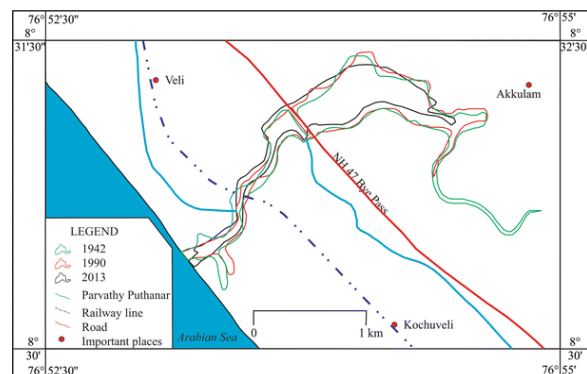 76° 52'30"
76° 55'
8°
31'30"
8°
32'30"
Veli
Akkulam
NH 47 Bye Pass
LEGEND
1942
1990
2013
Parvathy Puthanar
Railway line
Road
Important places
0
1 km
Kochuveli
Arabian Sea
8°
30'
8°
30'
76° 52'30"
76° 55'